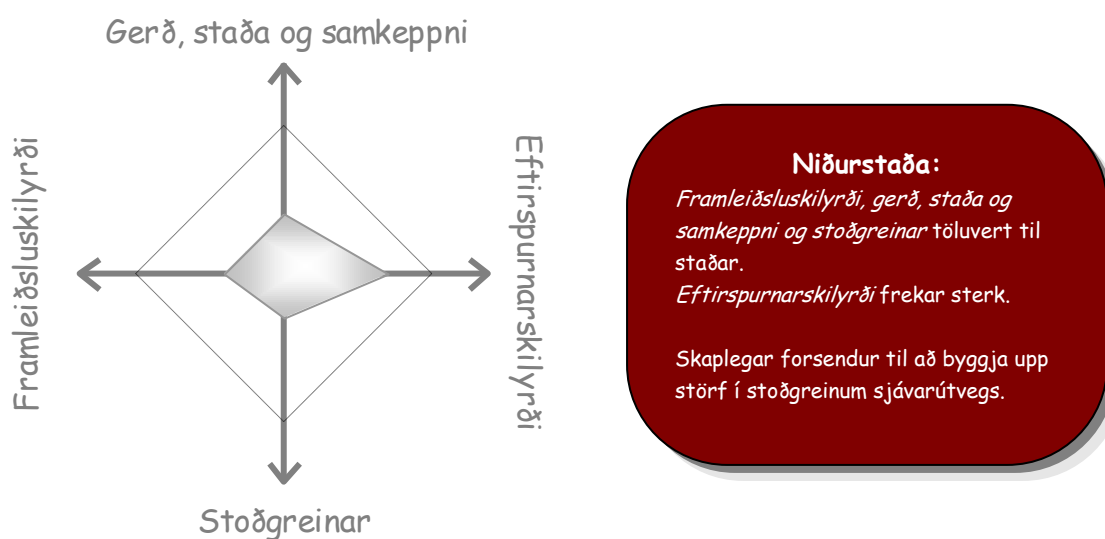 Gerð, staða og samkeppni
Framleiðsluskilyrði
Eftirspurnarskilyrði
Stoðgreinar
Niðurstaða:
Framleiðsluskilyrði, gerð, staða og
samkeppni og stoðgreinar töluvert til
staðar.
Eftirspurnarskilyrði frekar sterk.
Skaplegar forsendur til að byggja upp
störf í stoðgreinum sjávarútvegs.